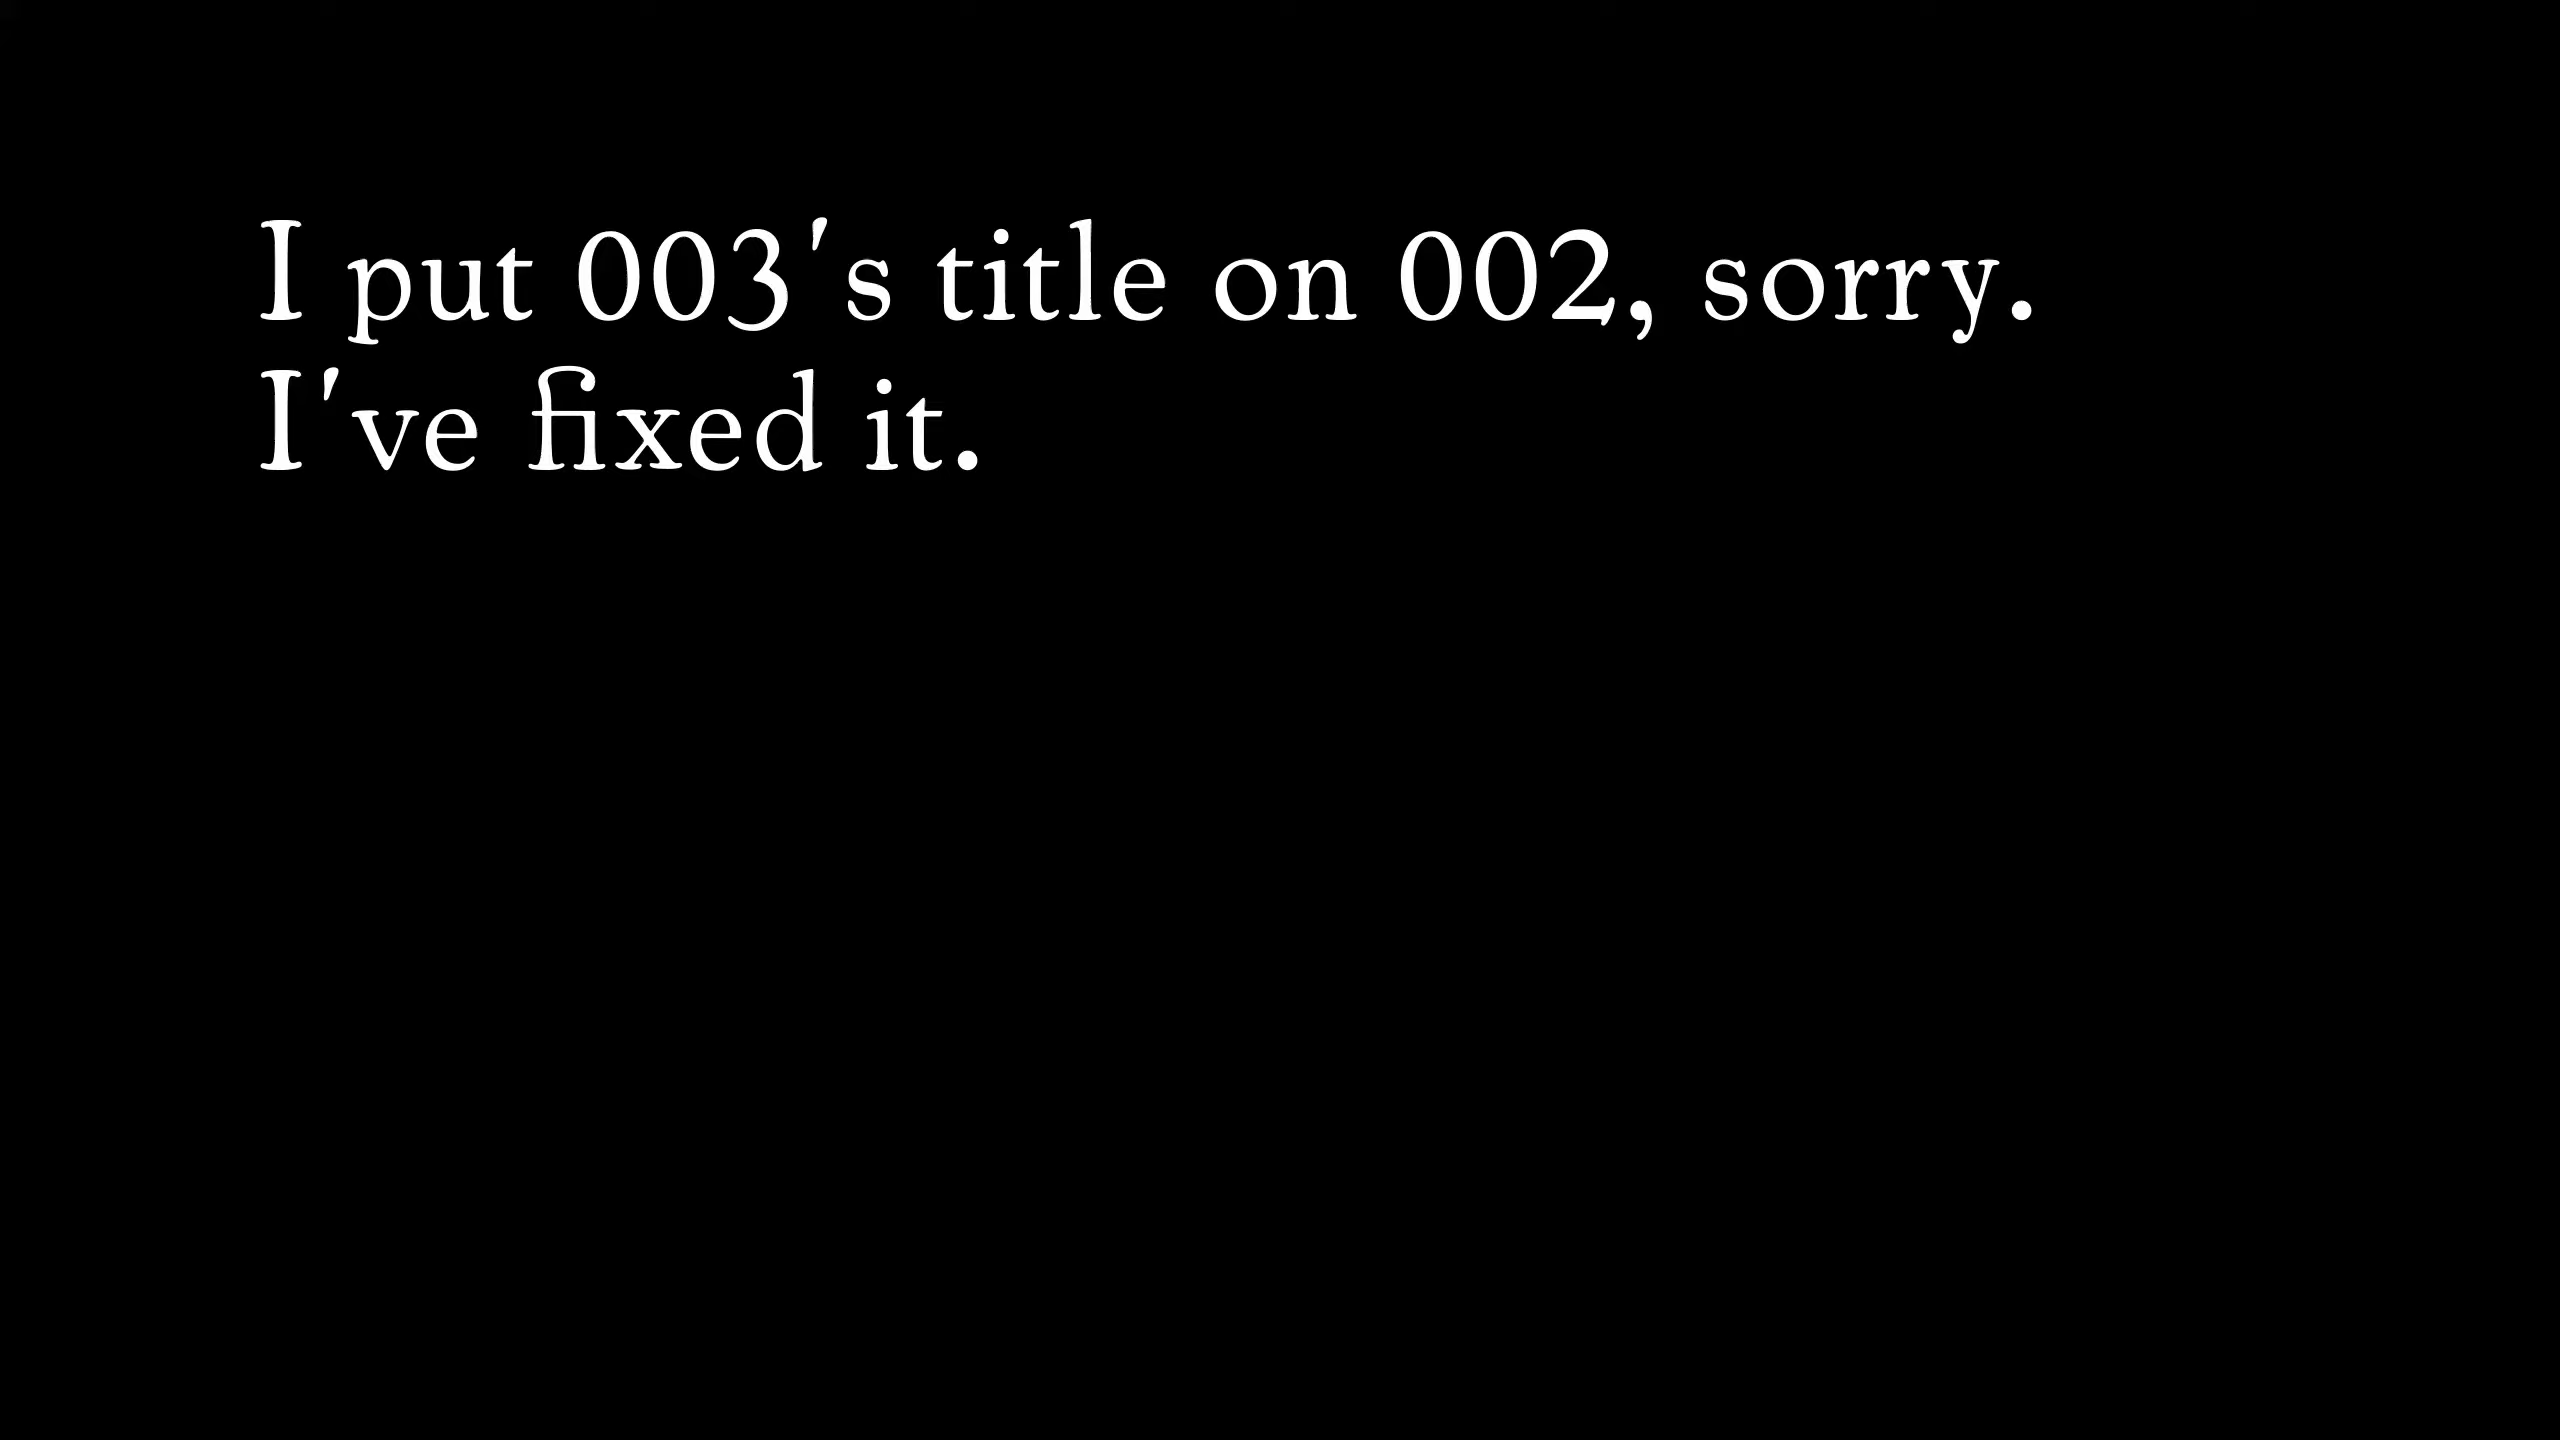 I put 003's title on 002, sorry.
I've fixed it.